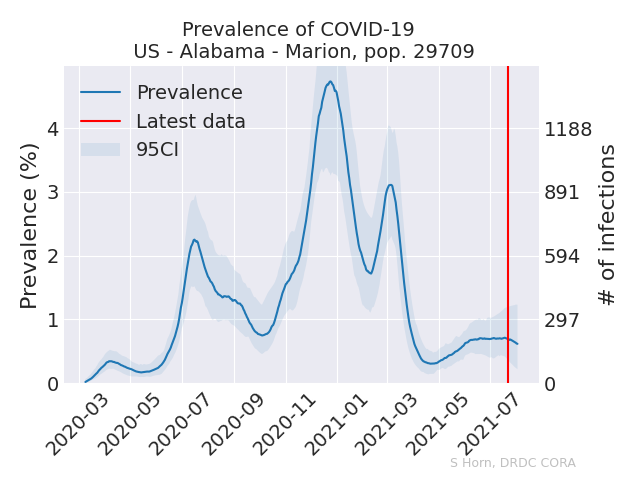 Prevalence of COVID-19
US - Alabama - Marion, pop. 29709
Prevalence
Latest data
95CI
Prevalence (%)
4
3
2
1
0
1188
891
594
297
0
# of infections
2020-03
2020-05
2020-07
2020-09
2020-11
2021-01
2021-03
2021-05
2021-07
S Horn, DRDC CORA